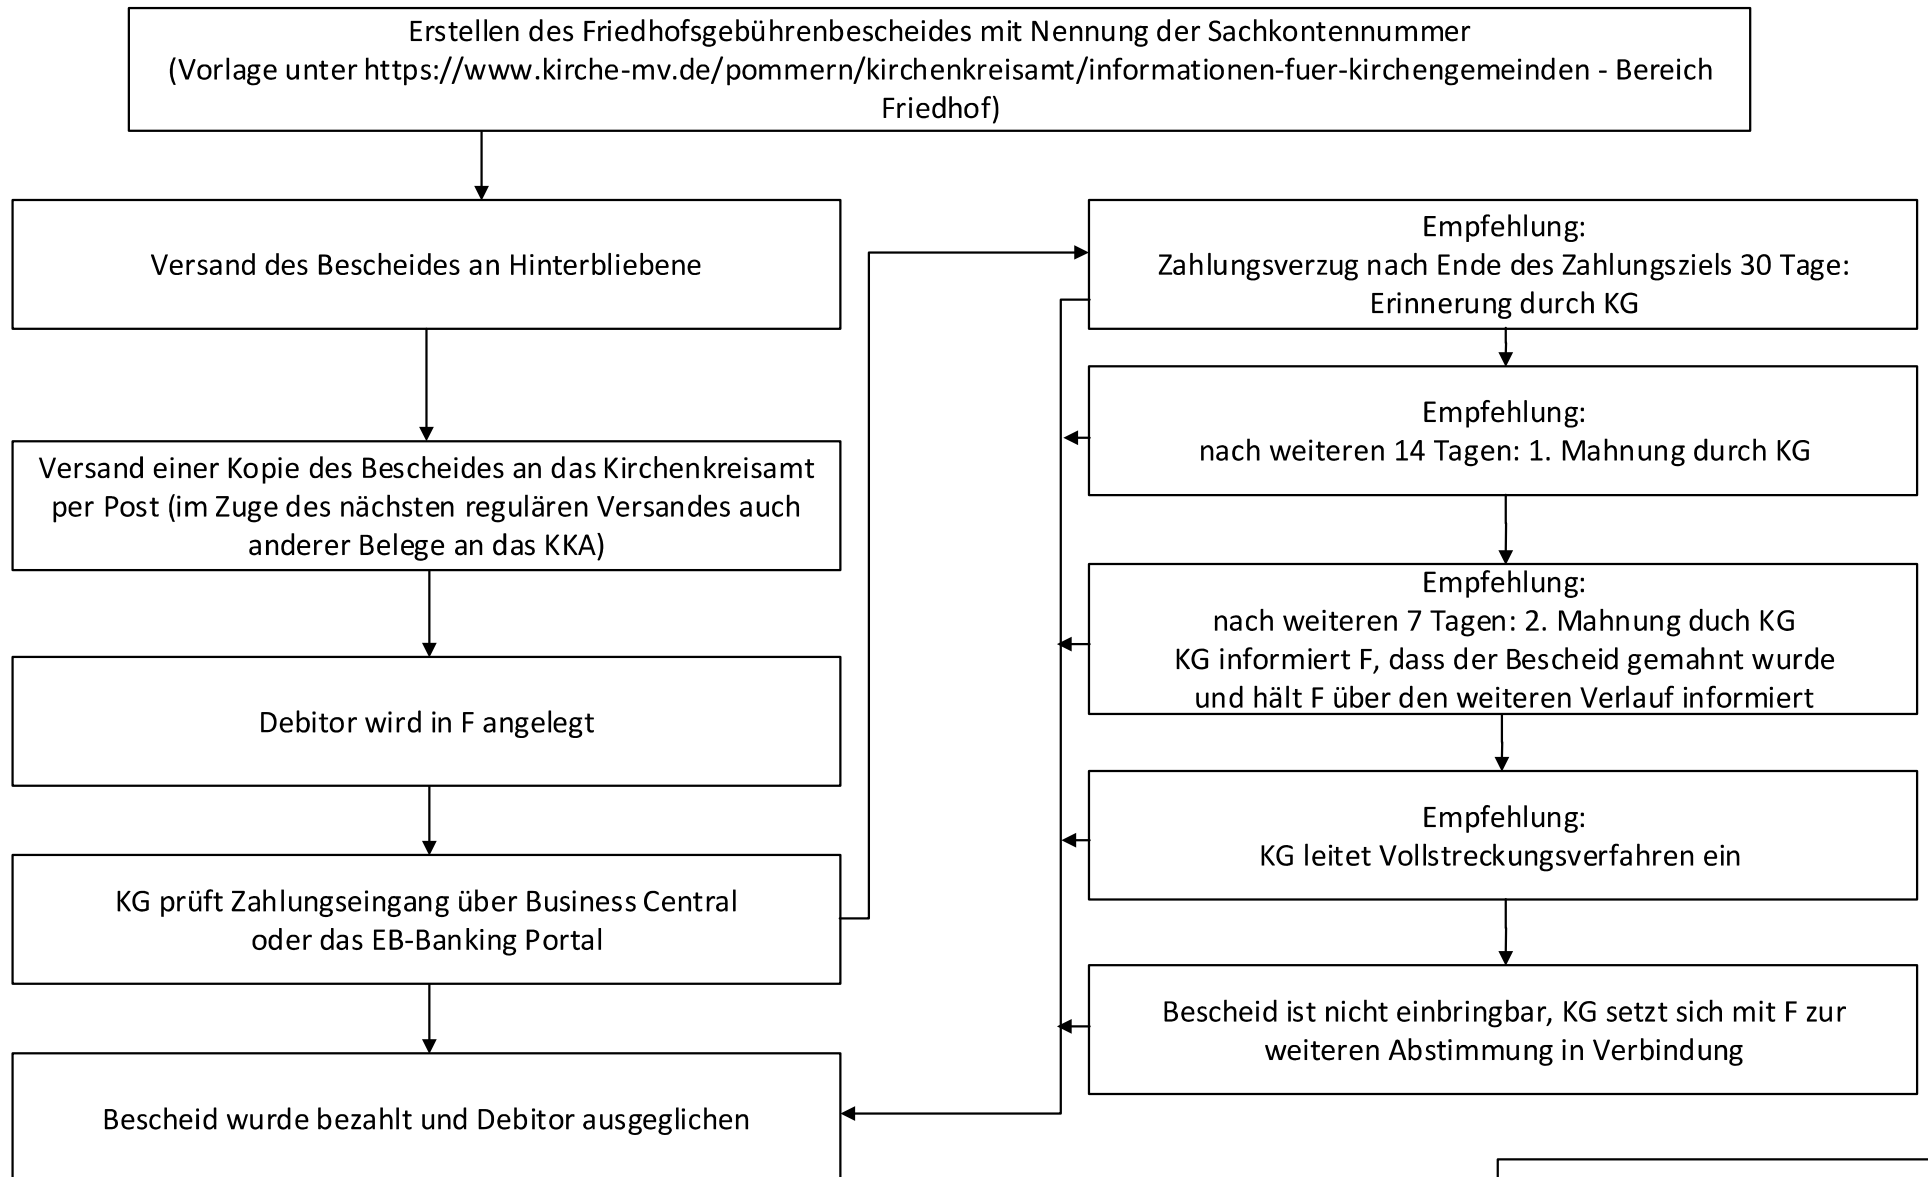 Erstellen des Friedhofsgebührenbescheides mit Nennung der Sachkontennummer
(Vorlage unter https://www.kirche-mv.de/pommern/kirchenkreisamt/informationen-fuer-kirchengemeinden - Bereich
Friedhof)
Versand des Bescheides an Hinterbliebene
Versand einer Kopie des Bescheides an das Kirchenkreisamt
per Post (im Zuge des nächsten regulären Versandes auch
anderer Belege an das KKA)
Debitor wird in F angelegt
KG prüft Zahlungseingang über Business Central
oder das EB-Banking Portal
Bescheid wurde bezahlt und Debitor ausgeglichen
Empfehlung:
Zahlungsverzug nach Ende des Zahlungsziels 30 Tage:
Erinnerung durch KG
Empfehlung:
nach weiteren 14 Tagen: 1. Mahnung durch KG
Empfehlung:
nach weiteren 7 Tagen: 2. Mahnung duch KG
KG informiert F, dass der Bescheid gemahnt wurde
und hält F über den weiteren Verlauf informiert
Empfehlung:
KG leitet Vollstreckungsverfahren ein
Bescheid ist nicht einbringbar, KG setzt sich mit F zur
weiteren Abstimmung in Verbindung